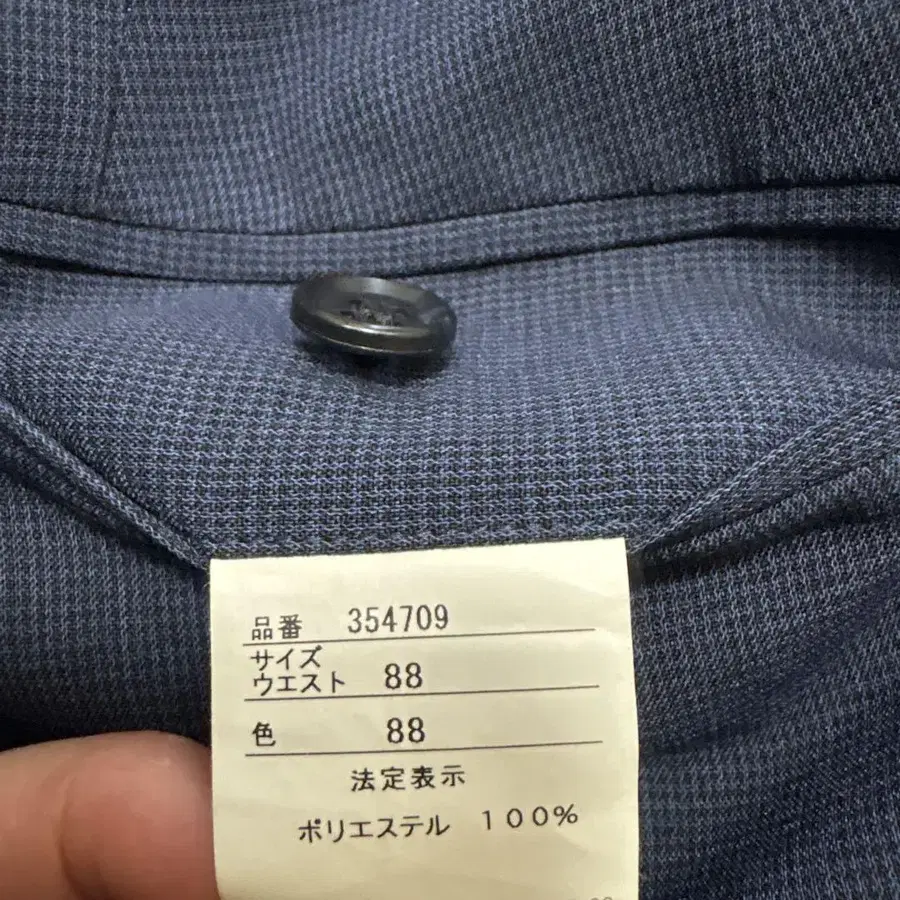 品番 354709
サイズ
ウエスト 88
色 88
法定表示
ポリエステル 100%